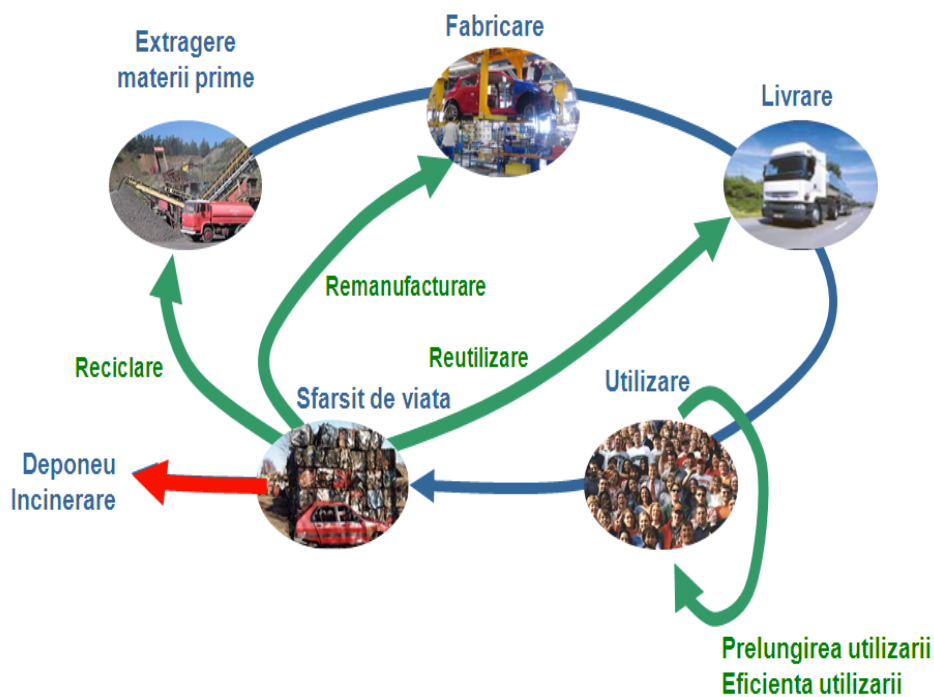 Extragere
materii prime
Fabricare
Livrare
Remanufacturare
Reciclare
Reutilizare
Sfarsit de viata
Utilizare
Deponeu
Incinerare
Prelungirea utilizarii
Eficienta utilizarii